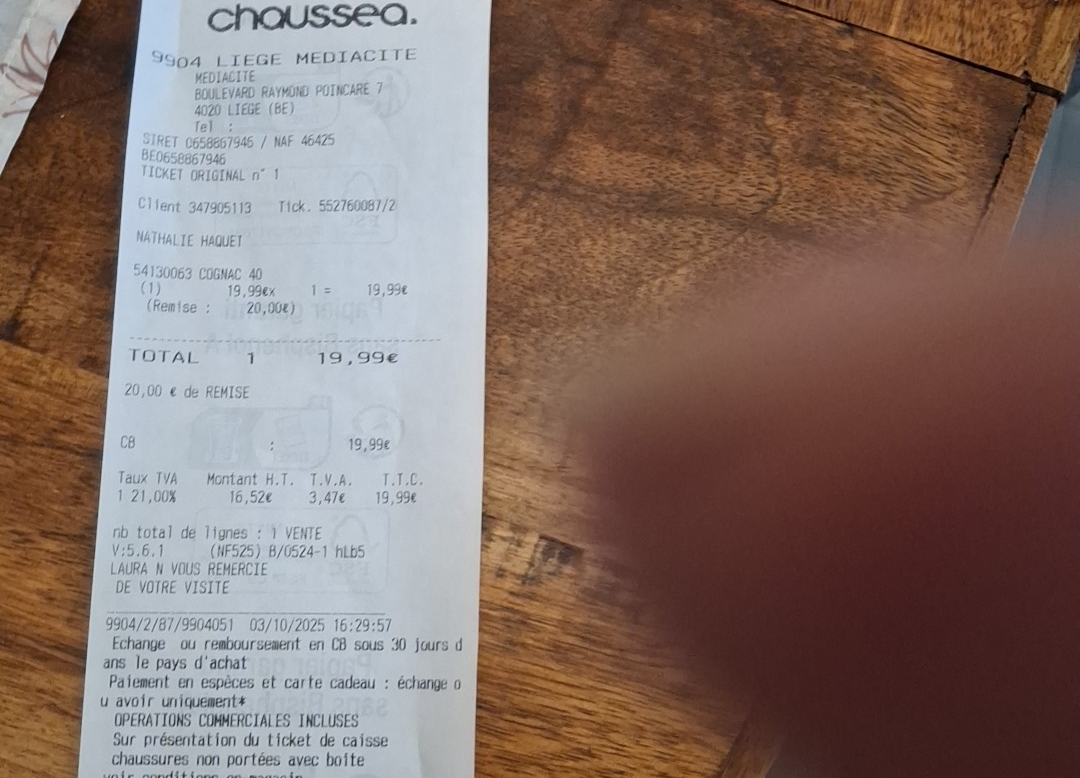 chaussea.
9904 LIEGE MEDIACITE
MEDIACITE
BOULEVARD RAYMOND POINCARE 7
4020 LIEGE (BE)
Tel :
SIRET 0658867946 / NAF 46425
BE0658867946
TICKET ORIGINAL n° 1
Client 347905113 Tick. 552760087/2
NATHALIE HAQUET
54130063 COGNAC 40
(1) 19,99€x 1 = 19,99€
(Remise : 20,00€)
TOTAL 1 19,99€
20,00 € de REMISE
CB : 19,99€
Taux TVA Montant H.T. T.V.A. T.T.C.
1 21,00% 16,52€ 3,47€ 19,99€
nb total de lignes : 1 VENTE
V:5.6.1 (NF525) B/0524-1 hLb5
LAURA N VOUS REMERCIE
DE VOTRE VISITE
9904/2/87/9904051 03/10/2025 16:29:57
Echange ou remboursement en CB sous 30 jours d
ans le pays d'achat
Paiement en espèces et carte cadeau : échange o
u avoir uniquement*
OPERATIONS COMMERCIALES INCLUSES
Sur présentation du ticket de caisse
chaussures non portées avec boîte
voir conditions en magasin